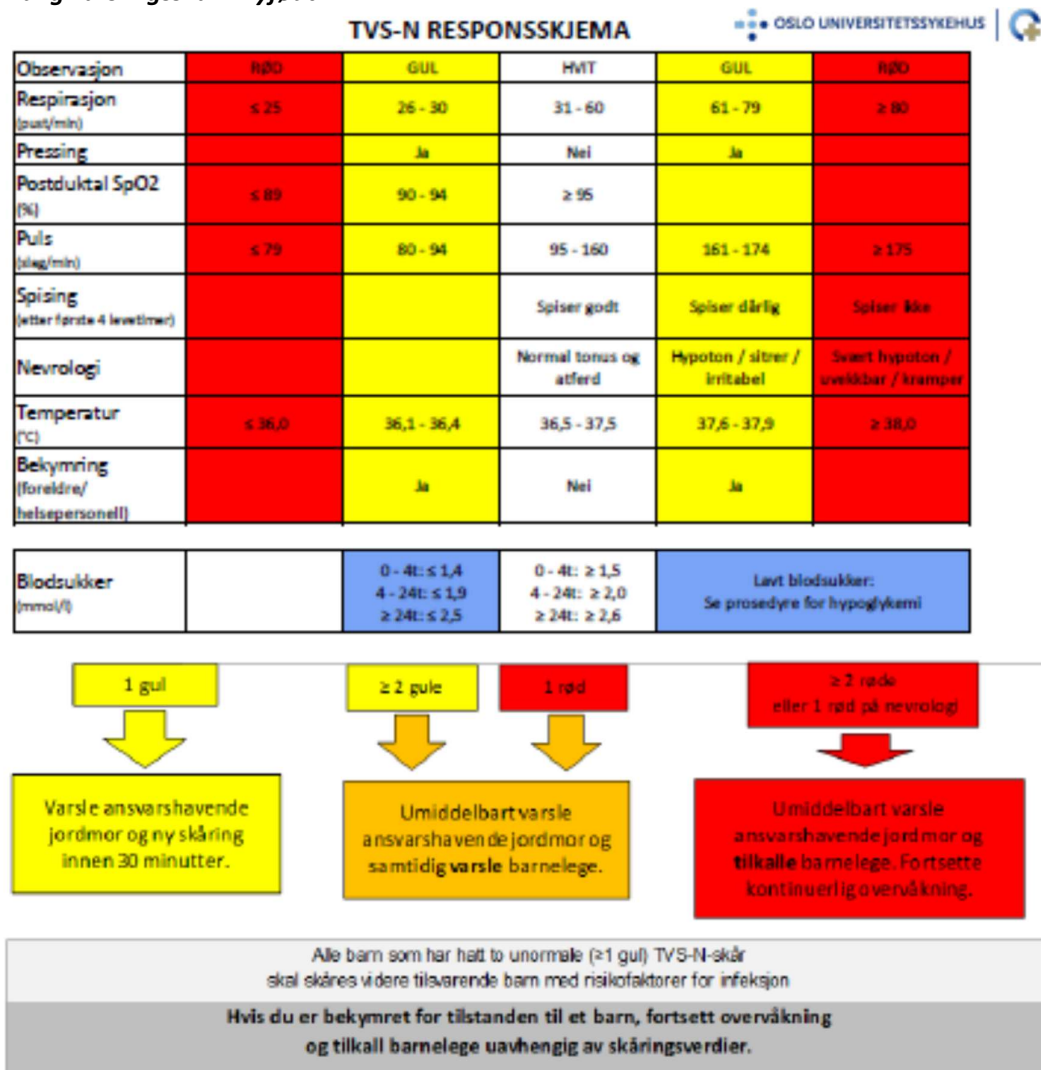 TVS-N RESPONSSKJEMA
OSLO UNIVERSITETSSYKEHUS
Observasjon RØD GUL HVIT GUL RØD
Respirasjon
(pust/min)
≤ 25 26 - 30 31 - 60 61 - 79 ≥ 80
Pressing Ja Nei Ja
Postduktal SpO2
(%)
≤ 89 90 - 94 ≥ 95
Puls
(slag/min)
≤ 79 80 - 94 95 - 160 161 - 174 ≥ 175
Spising
(etter første 4 levetimer)
Spiser godt Spiser dårlig Spiser ikke
Nevrologi
Normal tonus og Hypoton / sitrer / Svært hypoton /
atferd irritabel uvekkbar / kramper
Temperatur
(°C)
≤ 36,0 36,1 - 36,4 36,5 - 37,5 37,6 - 37,9 ≥ 38,0
Bekymring
(foreldre/
helsepersonell)
Ja Nei Ja
Blodsukker
(mmol/l)
0 - 4t: ≤ 1,4 0 - 4t: ≥ 1,5
4 - 24t: ≤ 1,9 4 - 24t: ≥ 2,0
≥ 24t: ≤ 2,5 ≥ 24t: ≥ 2,6
Lavt blodsukker:
Se prosedyre for hypoglykemi
1 gul
≥ 2 gule
1 rød
≥ 2 røde
eller 1 rød på nevrologi
Varsle ansvarshavende
jordmor og ny skåring
innen 30 minutter.
Umiddelbart varsle
ansvarshavende jordmor og
samtidig varsle barnelege.
Umiddelbart varsle
ansvarshavende jordmor og
tilkalle barnelege. Fortsette
kontinuerlig overvåkning.
Alle barn som har hatt to unormale (≥1 gul) TVS-N-skår
skal skåres videre tilsvarende barn med risikofaktorer for infeksjon
Hvis du er bekymret for tilstanden til et barn, fortsett overvåkning
og tilkall barnelege uavhengig av skåringsverdier.